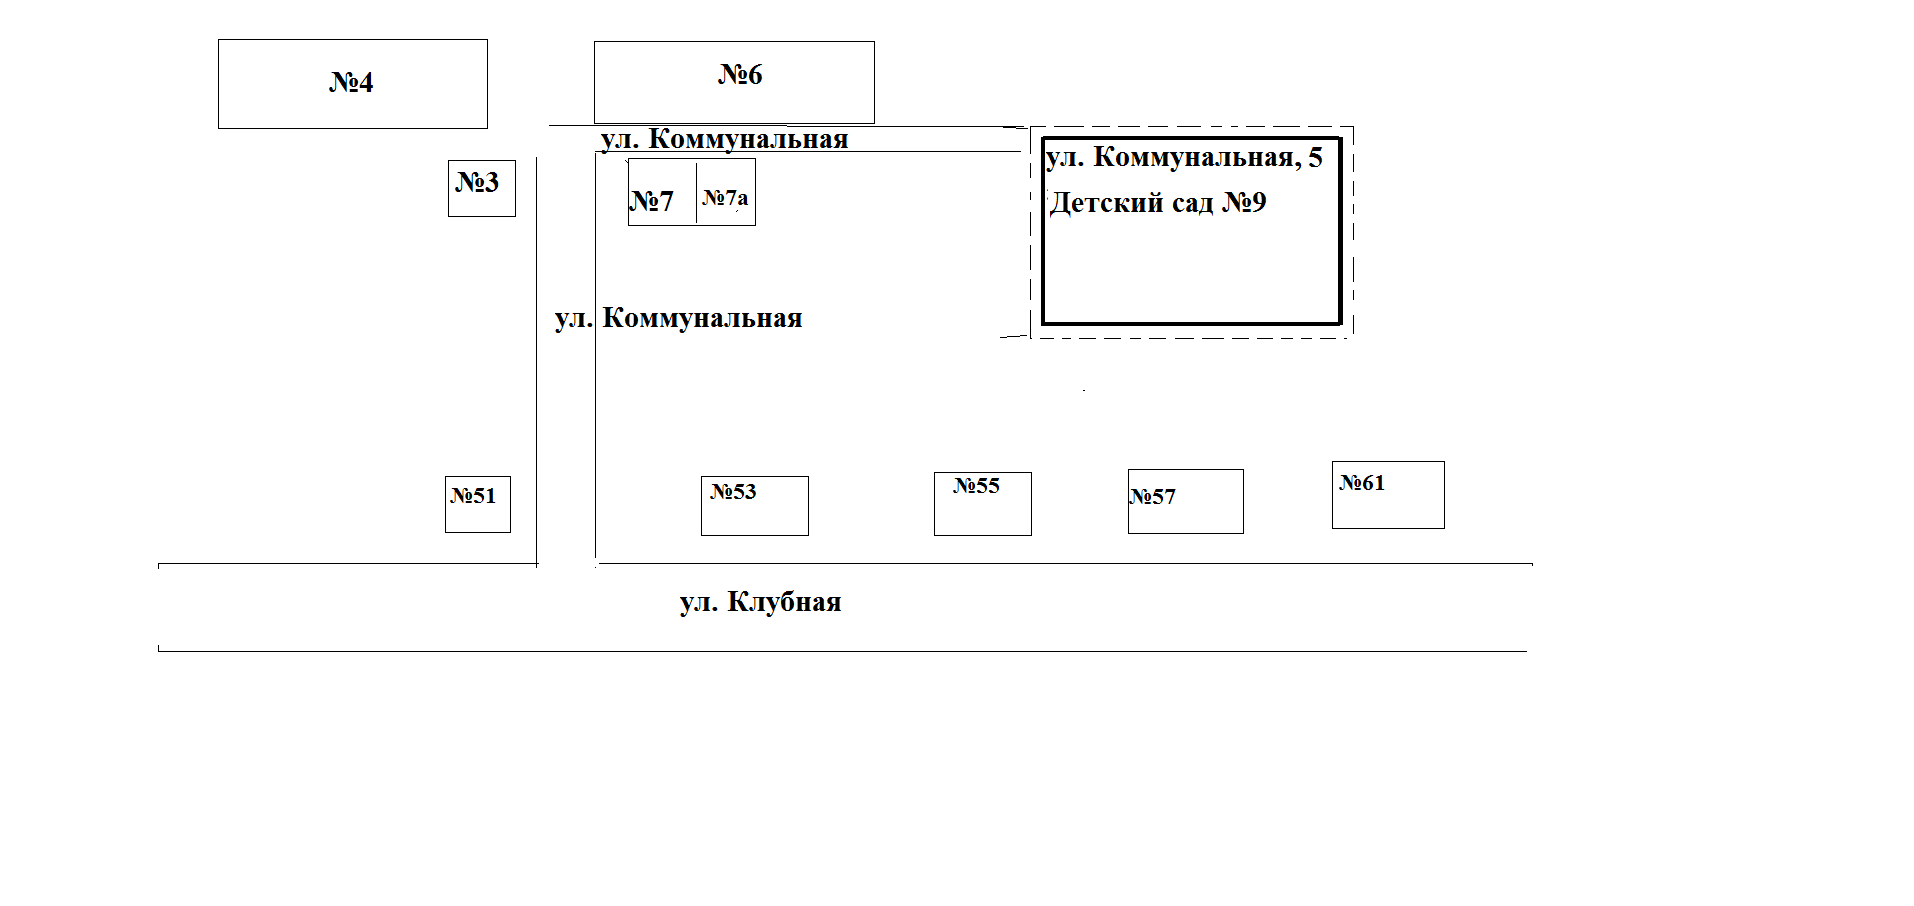 №4
№6
ул. Коммунальная
ул. Коммунальная, 5
Детский сад №9
№3
№7
№7а
ул. Коммунальная
№51
№53
№55
№57
№61
ул. Клубная